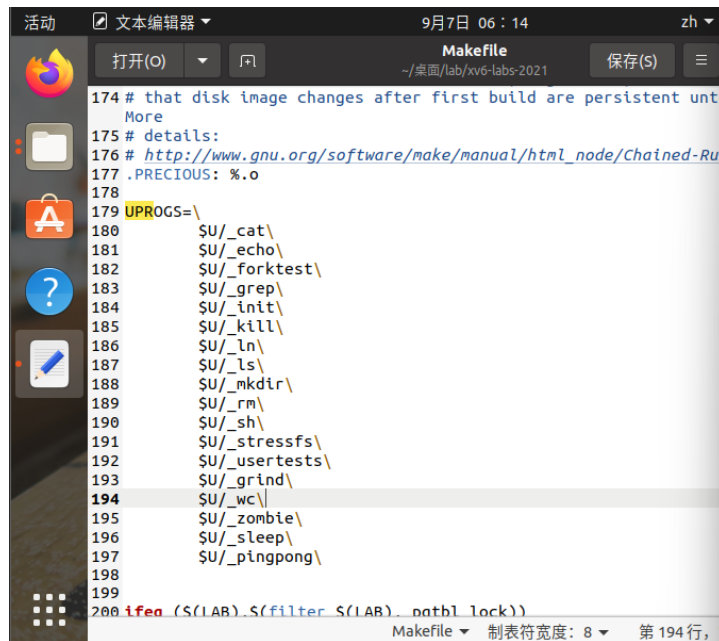 活动 文本编辑器 9月7日 06：14 zh
打开(O) Makefile 保存(S)
~/桌面/lab/xv6-labs-2021
174 # that disk image changes after first build are persistent unt
More
175 # details:
176 # http://www.gnu.org/software/make/manual/html_node/Chained-Ru
177 .PRECIOUS: %.o
178
179 UPROGS=\
180 $U/_cat\
181 $U/_echo\
182 $U/_forktest\
183 $U/_grep\
184 $U/_init\
185 $U/_kill\
186 $U/_ln\
187 $U/_ls\
188 $U/_mkdir\
189 $U/_rm\
190 $U/_sh\
191 $U/_stressfs\
192 $U/_usertests\
193 $U/_grind\
194 $U/_wc\
195 $U/_zombie\
196 $U/_sleep\
197 $U/_pingpong\
198
199
200 ifeq ($(LAB),$(filter $(LAB), pgtbl lock))
Makefile 制表符宽度：8 第 194 行，